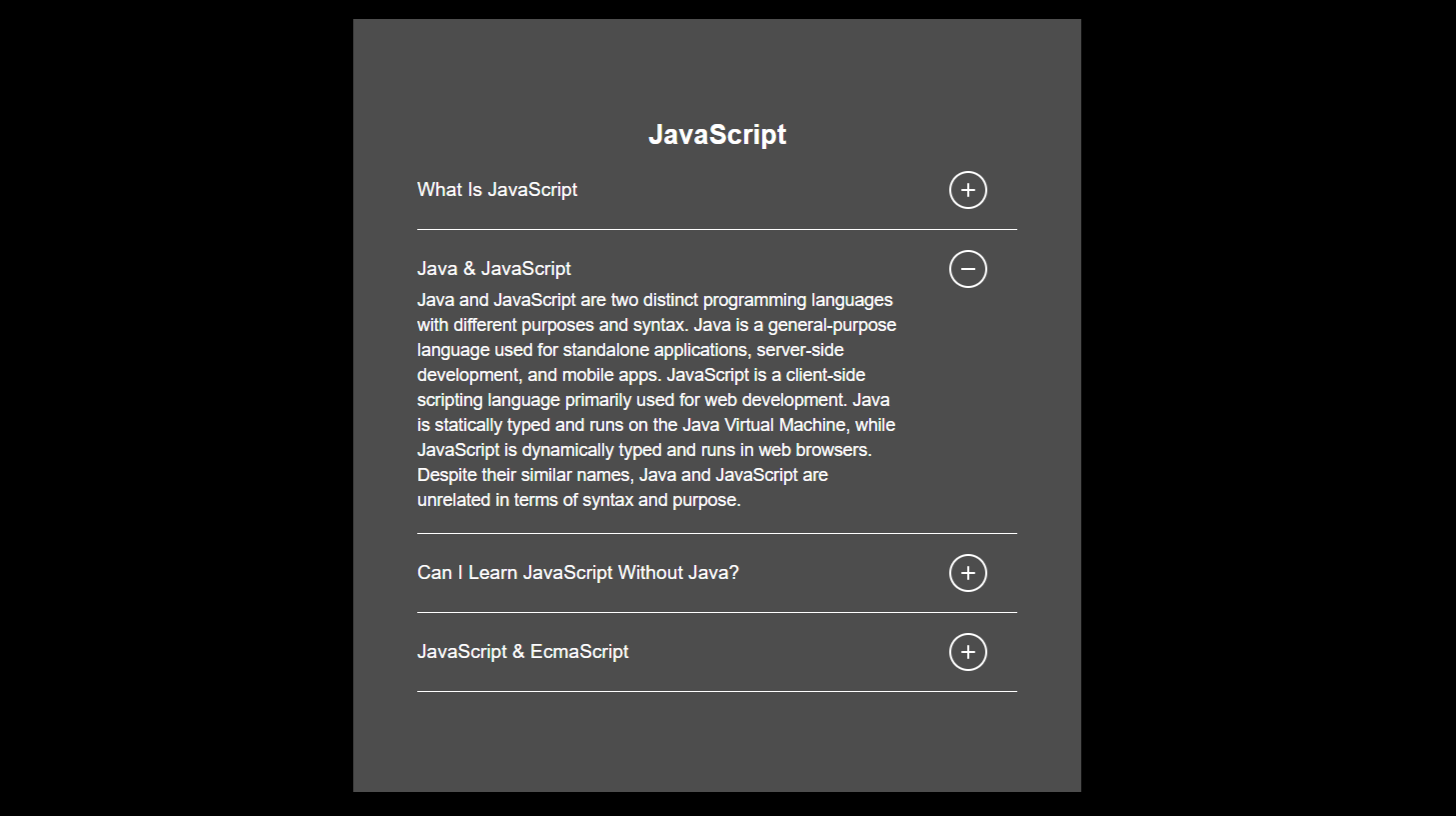 JavaScript
What Is JavaScript
Java & JavaScript
Java and JavaScript are two distinct programming languages
with different purposes and syntax. Java is a general-purpose
language used for standalone applications, server-side
development, and mobile apps. JavaScript is a client-side
scripting language primarily used for web development. Java
is statically typed and runs on the Java Virtual Machine, while
JavaScript is dynamically typed and runs in web browsers.
Despite their similar names, Java and JavaScript are
unrelated in terms of syntax and purpose.
Can I Learn JavaScript Without Java?
JavaScript & EcmaScript